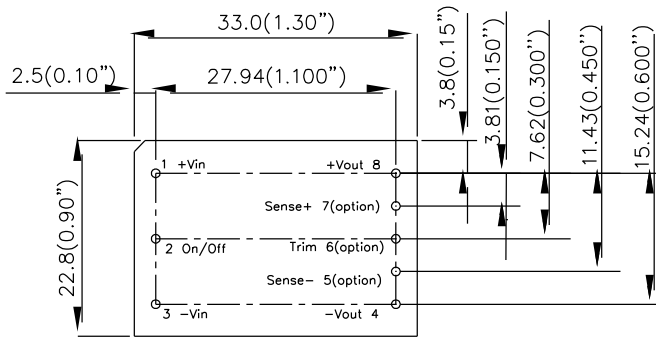 33.0(1.30”)
2.5(0.10”)
27.94(1.100”)
3.8(0.15”)
3.81(0.150”)
7.62(0.300”)
11.43(0.450”)
15.24(0.600”)
22.8(0.90”)
1 +Vin
+Vout 8
Sense+ 7(option)
2 On/Off
Trim 6(option)
Sense- 5(option)
3 -Vin
-Vout 4